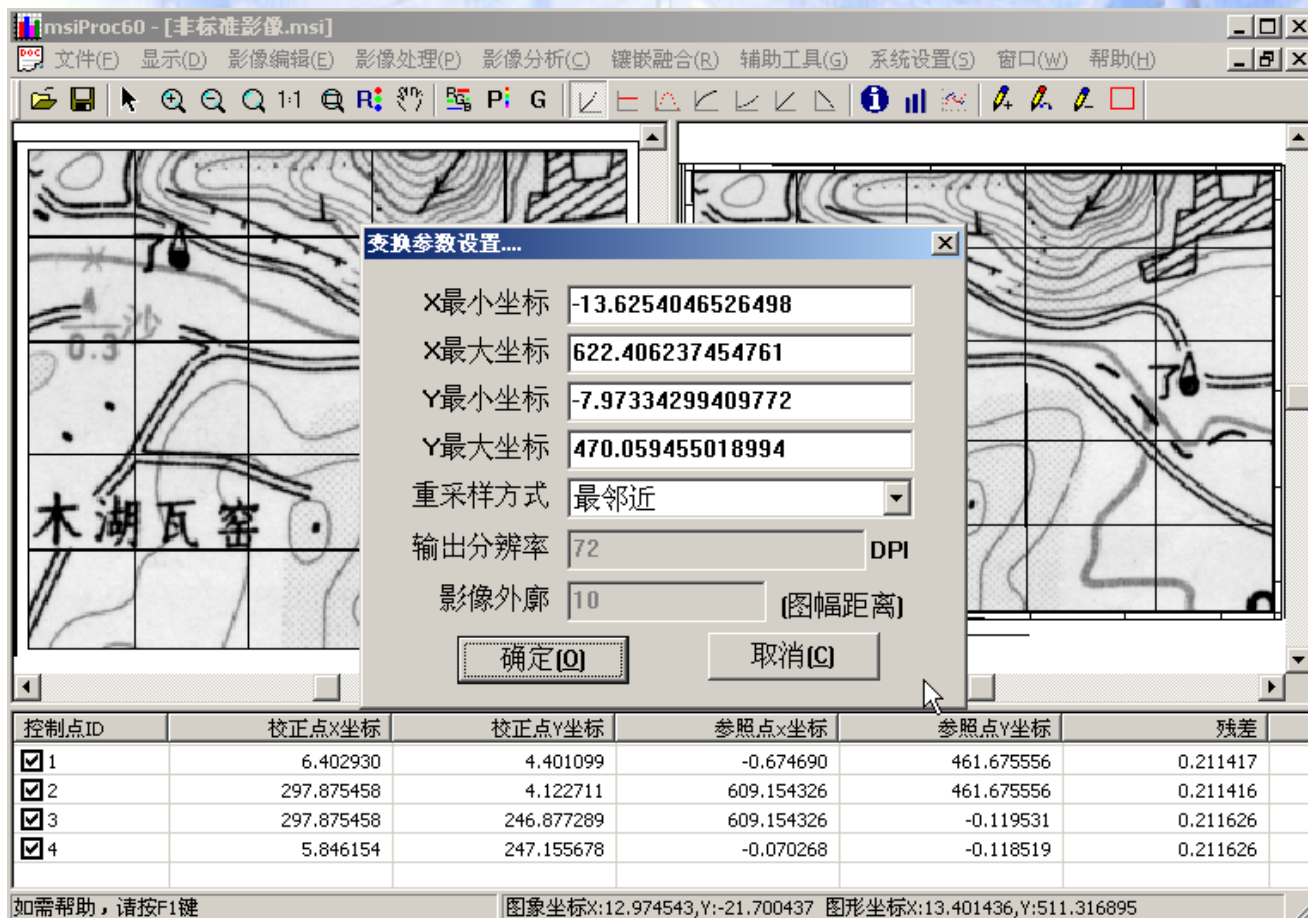 msiProc60 - [非标准影像.msi]
DOC 文件(F) 显示(D) 影像编辑(E) 影像处理(P) 影像分析(C) 镶嵌融合(R) 辅助工具(G) 系统设置(S) 窗口(W) 帮助(H)
1:1 R RGB P G
变换参数设置....
X最小坐标 -13.6254046526498
X最大坐标 622.406237454761
Y最小坐标 -7.97334299409772
Y最大坐标 470.059455018994
重采样方式 最邻近
输出分辨率 72 DPI
影像外廓 10 (图幅距离)
确定(O) 取消(C)
4
0.3 沙
木湖瓦窑
控制点ID 校正点X坐标 校正点Y坐标 参照点x坐标 参照点Y坐标 残差
1 6.402930 4.401099 -0.674690 461.675556 0.211417
2 297.875458 4.122711 609.154326 461.675556 0.211416
3 297.875458 246.877289 609.154326 -0.119531 0.211626
4 5.846154 247.155678 -0.070268 -0.118519 0.211626
如需帮助，请按F1键 图象坐标X:12.974543,Y:-21.700437 图形坐标X:13.401436,Y:511.316895